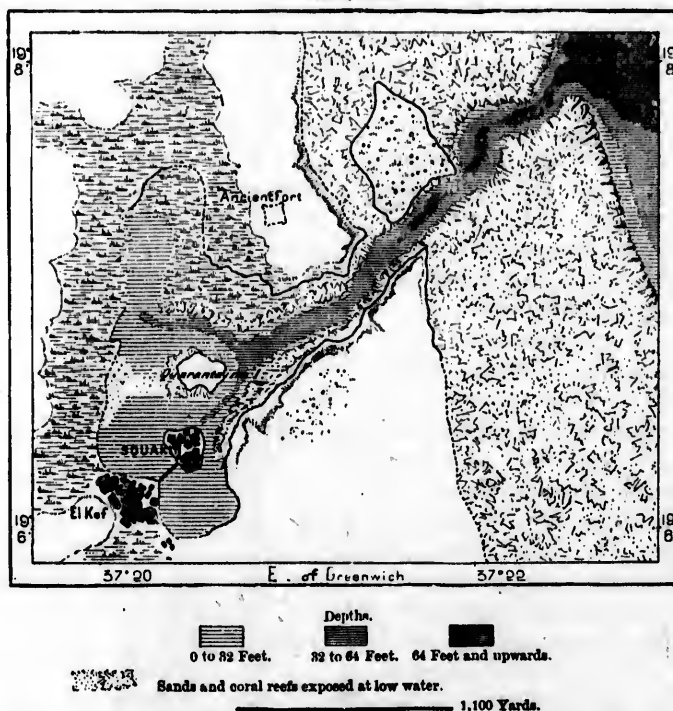 19°
8'
19°
8'
Ancient Fort
Quarantaine I.
SOUAKIN
El Kef
19°
6'
19°
6'
37°20
E. of Greenwich
37°22
Depths.
0 to 32 Feet.
32 to 64 Feet.
64 Feet and upwards.
Sands and coral reefs exposed at low water.
1,100 Yards.